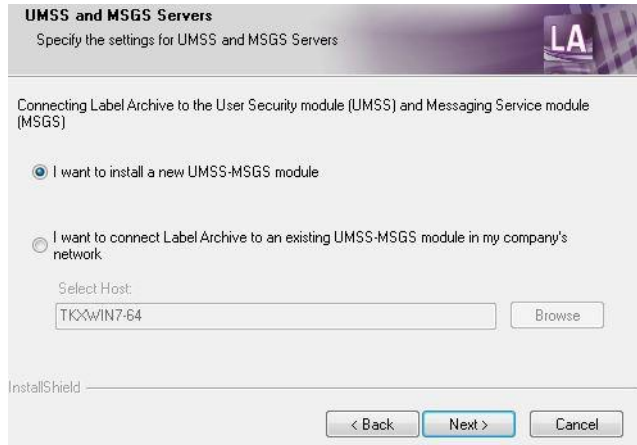 UMSS and MSGS Servers
Specify the settings for UMSS and MSGS Servers
LA
Connecting Label Archive to the User Security module (UMSS) and Messaging Service module
(MSGS)
I want to install a new UMSS-MSGS module
I want to connect Label Archive to an existing UMSS-MSGS module in my company's
network
Select Host:
TKXWIN7-64
Browse
InstallShield
< Back
Next >
Cancel